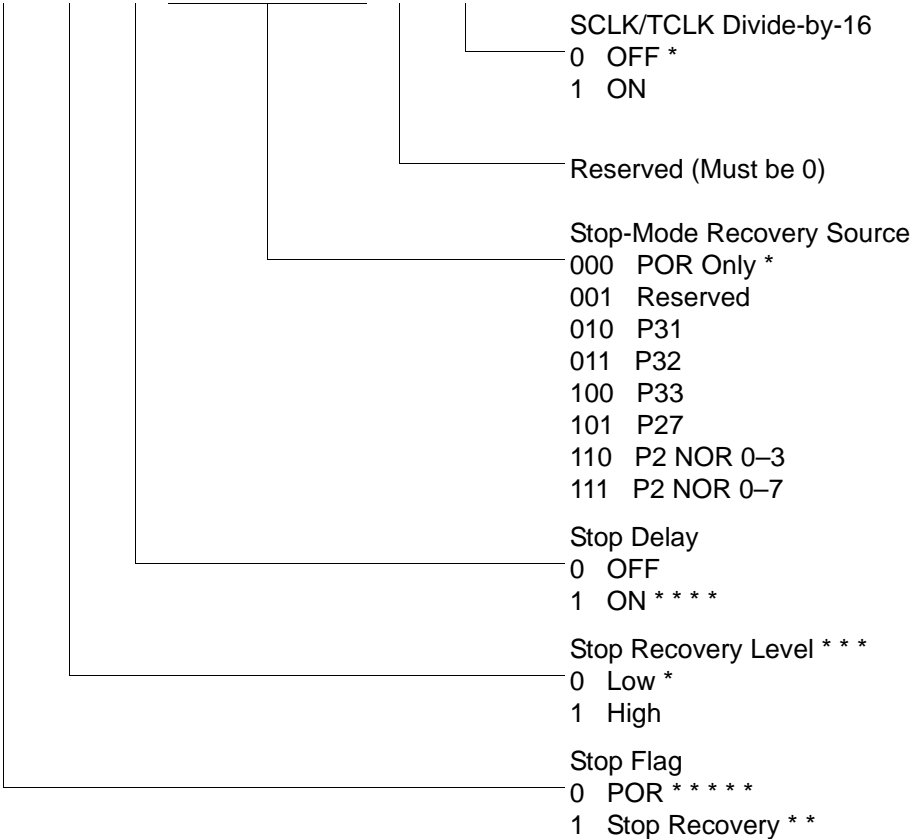 SCLK/TCLK Divide-by-16
0 OFF *
1 ON
Reserved (Must be 0)
Stop-Mode Recovery Source
000 POR Only *
001 Reserved
010 P31
011 P32
100 P33
101 P27
110 P2 NOR 0–3
111 P2 NOR 0–7
Stop Delay
0 OFF
1 ON * * * *
Stop Recovery Level * * *
0 Low *
1 High
Stop Flag
0 POR * * * * *
1 Stop Recovery * *